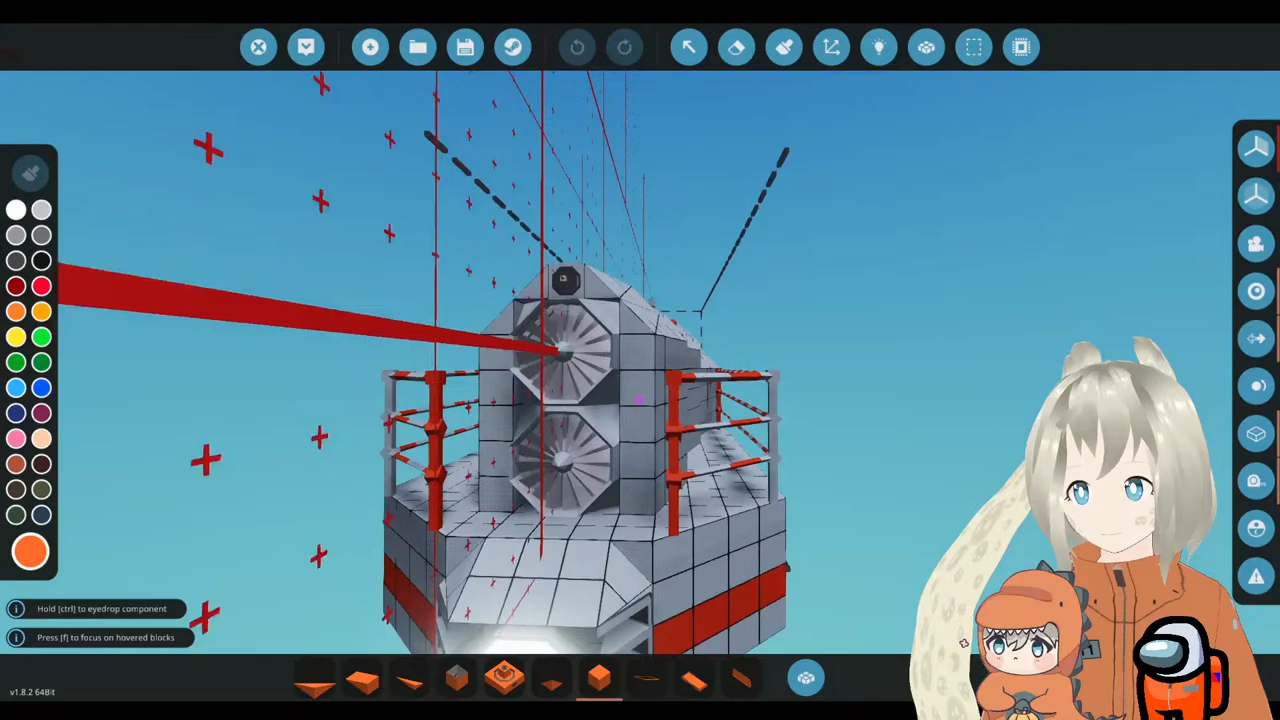 Hold [ctrl] to eyedrop component
Press [f] to focus on hovered blocks
v1.8.2 64Bit